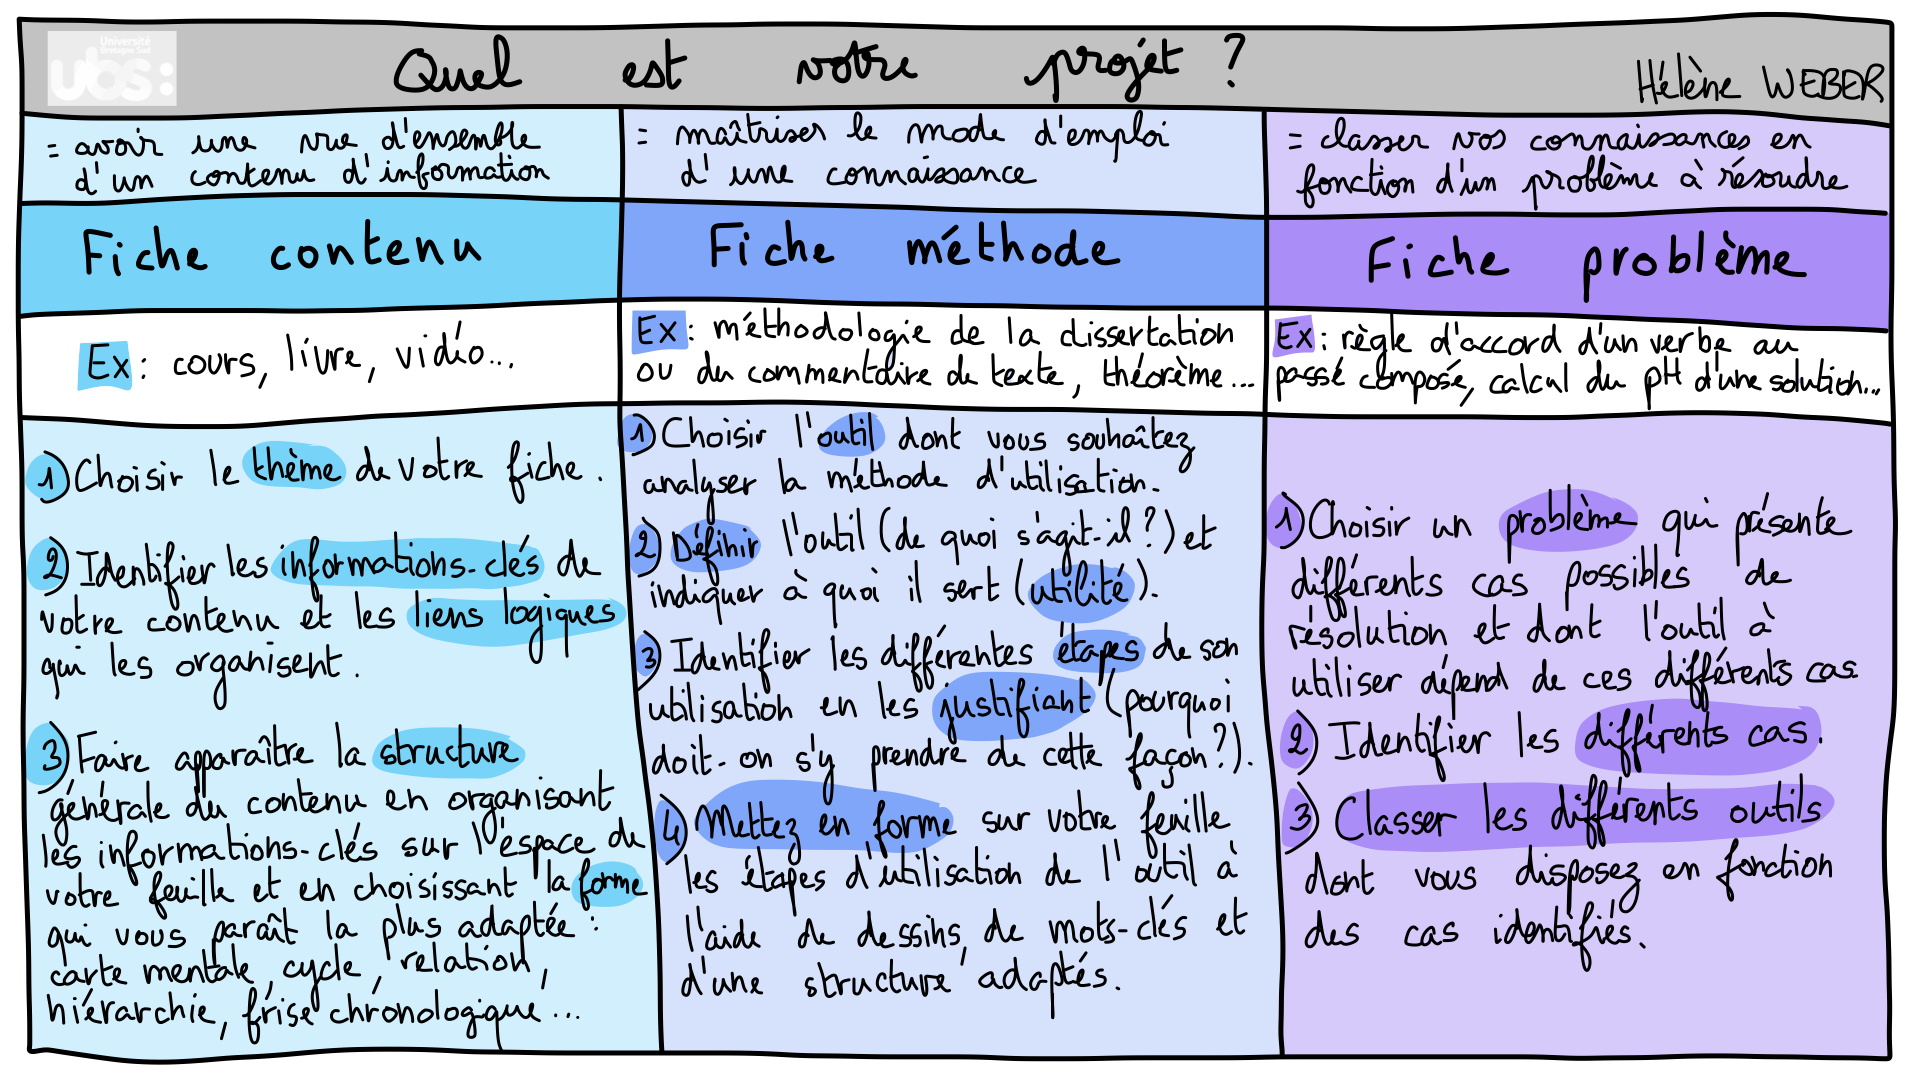 Université
Bretagne Sud
ubs:
Quel est votre projet ?
Hélène WEBER
= avoir une vue d'ensemble
d'un contenu d'information
Fiche contenu
Ex : cours, livre, vidéo...
1) Choisir le thème de votre fiche.
2) Identifier les informations-clés de
votre contenu et les liens logiques
qui les organisent.
3) Faire apparaître la structure
générale du contenu en organisant
les informations-clés sur l'espace de
votre feuille et en choisissant la forme
qui vous paraît la plus adaptée :
carte mentale, cycle, relation,
hiérarchie, frise chronologique...
= maîtriser le mode d'emploi
d'une connaissance
Fiche méthode
Ex : méthodologie de la dissertation
ou du commentaire de texte, théorème...
1) Choisir l'outil dont vous souhaîtez
analyser la méthode d'utilisation.
2) Définir l'outil (de quoi s'agit-il ?) et
indiquer à quoi il sert (utilité).
3) Identifier les différentes étapes de son
utilisation en les justifiant (pourquoi
doit-on s'y prendre de cette façon ?).
4) Mettez en forme sur votre feuille
les étapes d'utilisation de l'outil à
l'aide de dessins, de mots-clés et
d'une structure adaptés.
= classer vos connaissances en
fonction d'un problème à résoudre
Fiche problème
Ex : règle d'accord d'un verbe au
passé composé, calcul du pH d'une solution...
1) Choisir un problème qui présente
différents cas possibles de
résolution et dont l'outil à
utiliser dépend de ces différents cas
2) Identifier les différents cas.
3) Classer les différents outils
dont vous disposez en fonction
des cas identifiés.